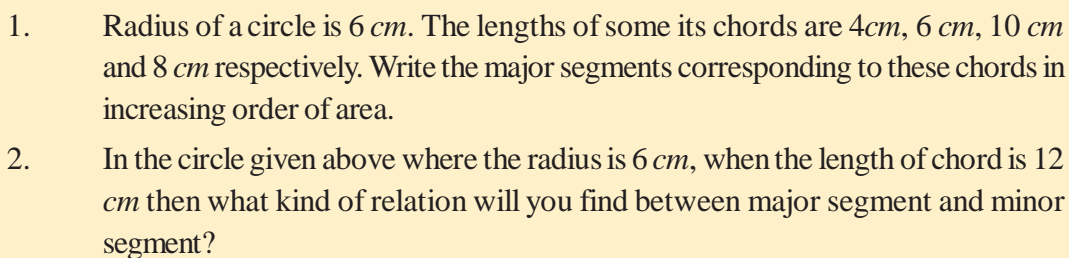 1. Radius of a circle is 6 cm. The lengths of some its chords are 4cm, 6 cm, 10 cm
and 8 cm respectively. Write the major segments corresponding to these chords in
increasing order of area.
2. In the circle given above where the radius is 6 cm, when the length of chord is 12
cm then what kind of relation will you find between major segment and minor
segment?